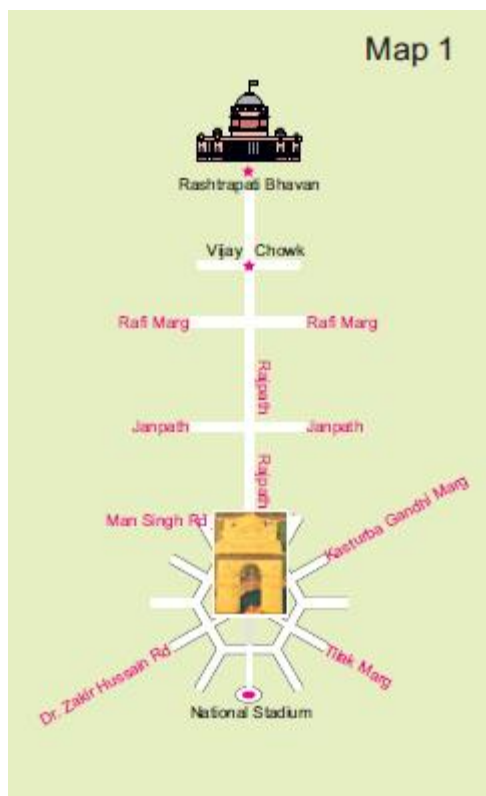 Map 1
Rashtrapati Bhavan
Vijay Chowk
Rafi Marg
Rafi Marg
Rajpath
Janpath
Janpath
Rajpath
Man Singh Rd
Kasturba Gandhi Marg
Dr. Zakir Hussain Rd
Tilak Marg
National Stadium